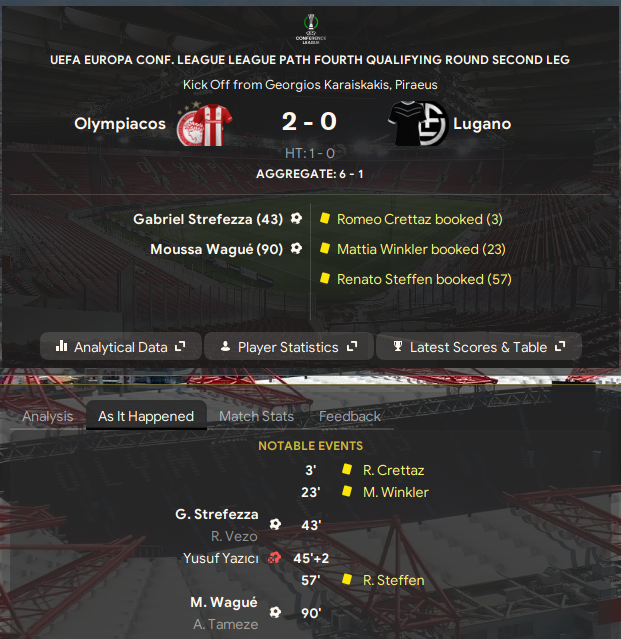 CONFERENCE
LEAGUE
UEFA EUROPA CONF. LEAGUE LEAGUE PATH FOURTH QUALIFYING ROUND SECOND LEG
Kick Off from Georgios Karaiskakis, Piraeus
Olympiacos 2 - 0 Lugano
HT: 1 - 0
AGGREGATE: 6 - 1
Gabriel Strefezza (43) Romeo Crettaz booked (3)
Moussa Wagué (90) Mattia Winkler booked (23)
Renato Steffen booked (57)
Analytical Data Player Statistics Latest Scores & Table
Analysis As It Happened Match Stats Feedback
NOTABLE EVENTS
3' R. Crettaz
23' M. Winkler
G. Strefezza 43'
R. Vezo
Yusuf Yazıcı 45'+2
57' R. Steffen
M. Wagué 90'
A. Tameze